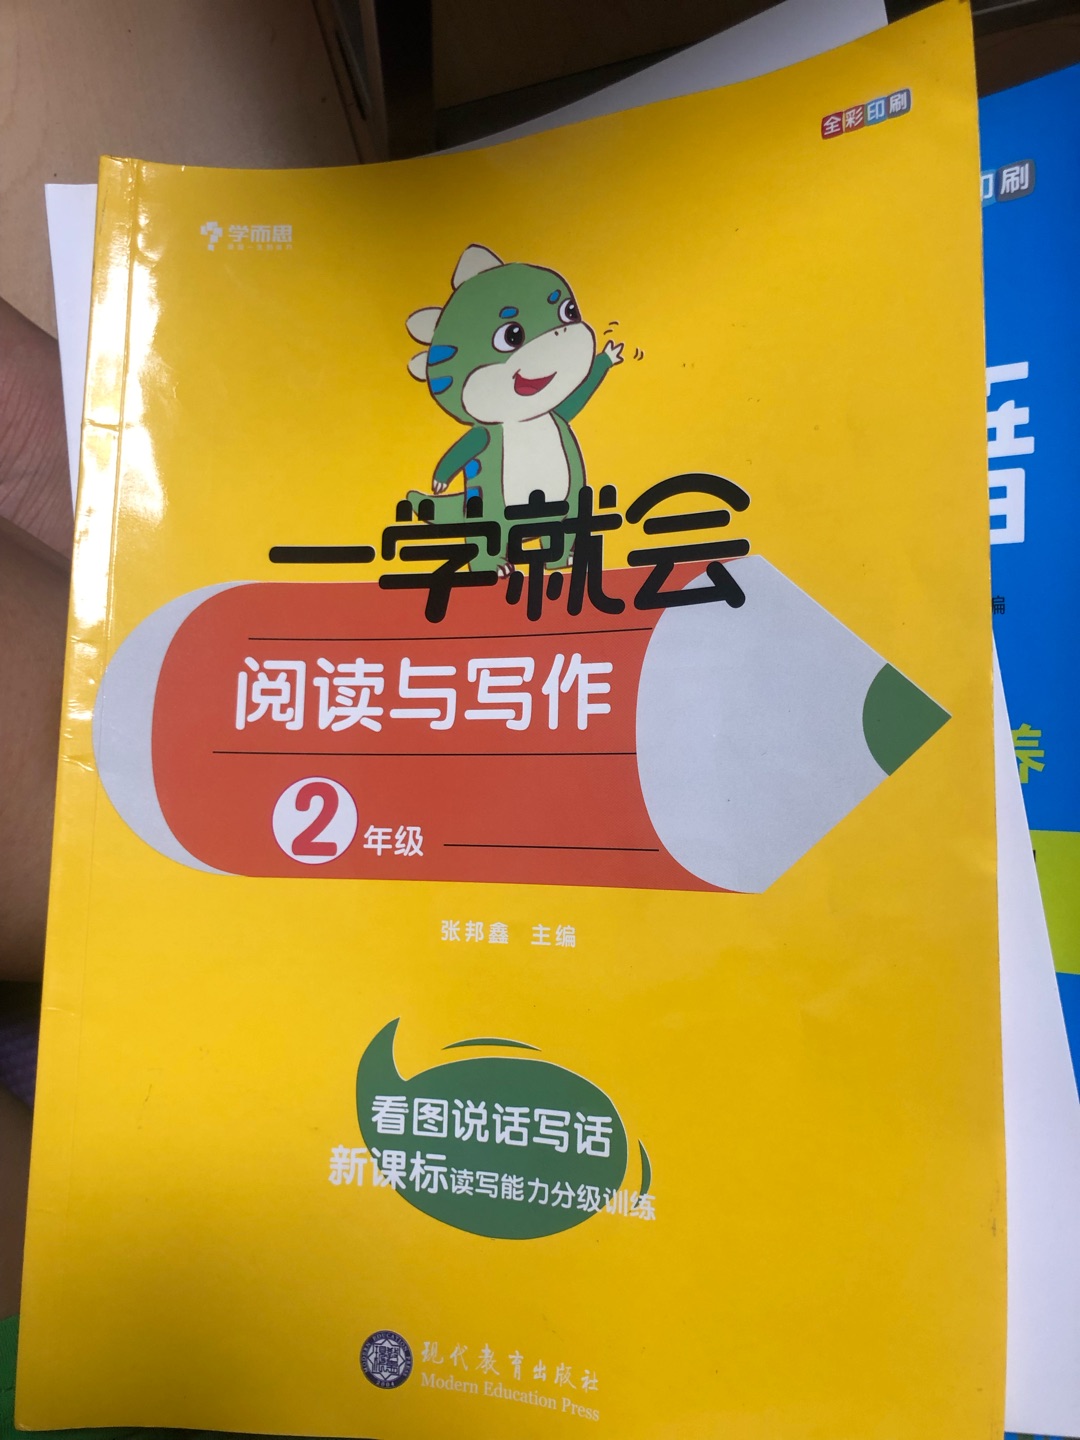 全彩印刷
印刷
学而思
一学就会
阅读与写作
2年级
张邦鑫 主编
编
养
看图说话写话
新课标读写能力分级训练
现代教育出版社
Modern Education Press